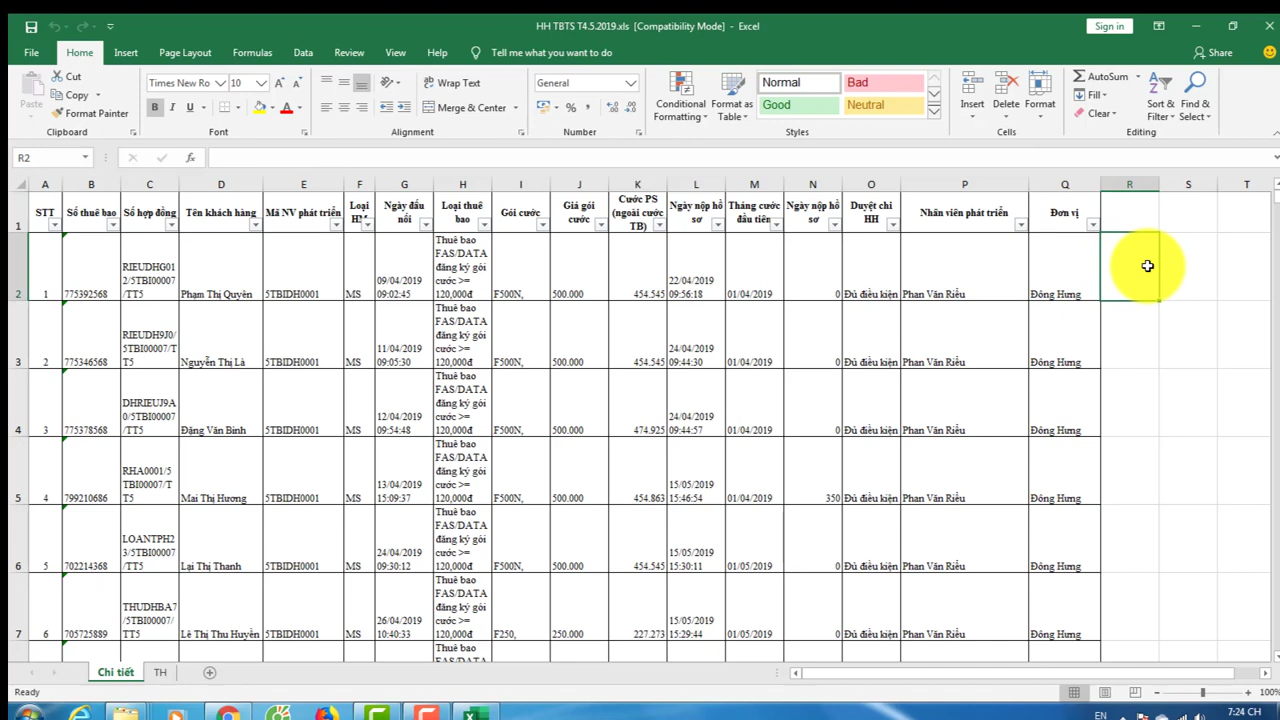 HH TBTS T4.5.2019.xls [Compatibility Mode] - Excel
Sign in
File Home Insert Page Layout Formulas Data Review View Help Tell me what you want to do Share
Cut
Copy
Format Painter
Paste
Clipboard
Times New Ro 10
B I U
Font
Wrap Text
Merge & Center
Alignment
General
Number
Conditional Formatting
Format as Table
Normal Bad
Good Neutral
Styles
Insert Delete Format
Cells
AutoSum
Fill
Clear
Sort & Filter
Find & Select
Editing
R2
A B C D E F G H I J K L M N O P Q R S T
1 STT Số thuê bao Số hợp đồng Tên khách hàng Mã NV phát triển Loại Ngày đấu nối Loại thuê bao Gói cước Giá gói cước Cước PS (ngoài cước TB) Ngày nộp hồ sơ Tháng cước đầu tiên Ngày nộp hồ sơ Duyệt chi HH Nhân viên phát triển Đơn vị
2 1 775392568 RIEUDHG012/5TBI00007/TT5 Phạm Thị Quyên 5TBIDH0001 MS 09/04/2019 09:02:45 Thuê bao FAS/DATA đăng ký gói cước >= 120,000đ F500N, 500.000 454.545 22/04/2019 09:56:18 01/04/2019 0 Đủ điều kiện Phan Văn Riểu Đông Hưng
3 2 775346568 RIEUDH9J0/5TBI00007/TT5 Nguyễn Thị Là 5TBIDH0001 MS 11/04/2019 09:05:30 Thuê bao FAS/DATA đăng ký gói cước >= 120,000đ F500N, 500.000 454.545 24/04/2019 09:44:30 01/04/2019 0 Đủ điều kiện Phan Văn Riểu Đông Hưng
4 3 775378568 DHRIEUJ9A0/5TBI00007/TT5 Đặng Văn Binh 5TBIDH0001 MS 12/04/2019 09:54:48 Thuê bao FAS/DATA đăng ký gói cước >= 120,000đ F500N, 500.000 474.925 24/04/2019 09:44:57 01/04/2019 0 Đủ điều kiện Phan Văn Riểu Đông Hưng
5 4 799210686 RHA0001/5TBI00007/TT5 Mai Thị Hương 5TBIDH0001 MS 13/04/2019 15:09:37 Thuê bao FAS/DATA đăng ký gói cước >= 120,000đ F500N, 500.000 454.863 15/05/2019 15:46:54 01/04/2019 350 Đủ điều kiện Phan Văn Riểu Đông Hưng
6 5 702214368 LOANTPH23/5TBI00007/TT5 Lại Thị Thanh 5TBIDH0001 MS 24/04/2019 09:30:12 Thuê bao FAS/DATA đăng ký gói cước >= 120,000đ F500N, 500.000 454.545 15/05/2019 15:30:11 01/05/2019 0 Đủ điều kiện Phan Văn Riểu Đông Hưng
7 6 705725889 THUDHBA7/5TBI00007/TT5 Lê Thị Thu Huyền 5TBIDH0001 MS 26/04/2019 10:40:33 Thuê bao FAS/DATA đăng ký gói cước >= 120,000đ F250, 250.000 227.273 15/05/2019 15:29:44 01/05/2019 0 Đủ điều kiện Phan Văn Riểu Đông Hưng
Thuê bao
Chi tiết TH
Ready
100%
EN
7:24 CH